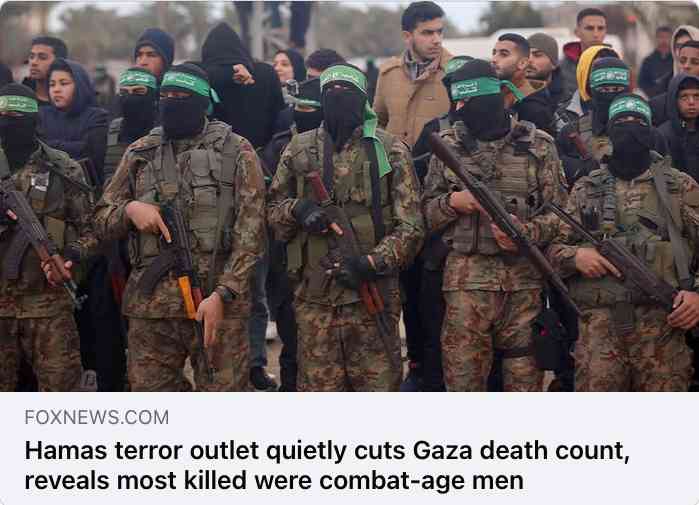 FOXNEWS.COM
Hamas terror outlet quietly cuts Gaza death count,
reveals most killed were combat-age men